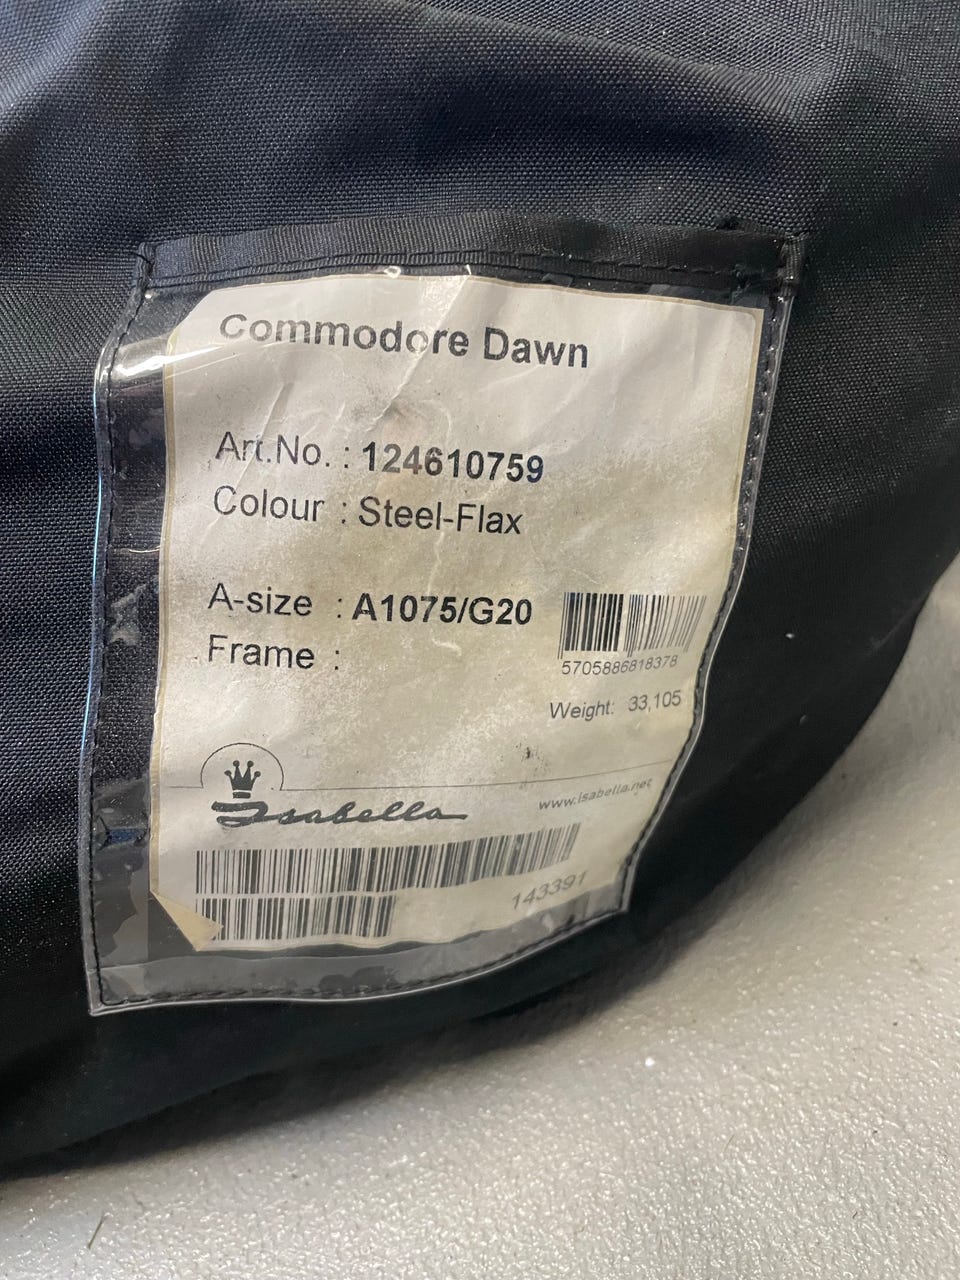 Commodore Dawn
Art.No. : 124610759
Colour : Steel-Flax
A-size : A1075/G20
Frame :
5705886818378
Weight: 33,105
Isabella
www.isabella.net
143391